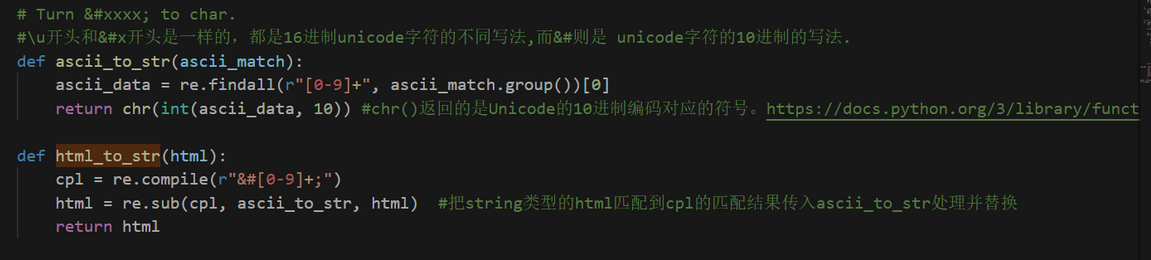 # Turn &#xxxx; to char.
#\u开头和&#x开头是一样的，都是16进制unicode字符的不同写法,而&#则是 unicode字符的10进制的写法.
def ascii_to_str(ascii_match):
    ascii_data = re.findall(r"[0-9]+", ascii_match.group())[0]
    return chr(int(ascii_data, 10)) #chr()返回的是Unicode的10进制编码对应的符号。https://docs.python.org/3/library/funct
def html_to_str(html):
    cpl = re.compile(r"&#[0-9]+;")
    html = re.sub(cpl, ascii_to_str, html)  #把string类型的html匹配到cpl的匹配结果传入ascii_to_str处理并替换
    return html